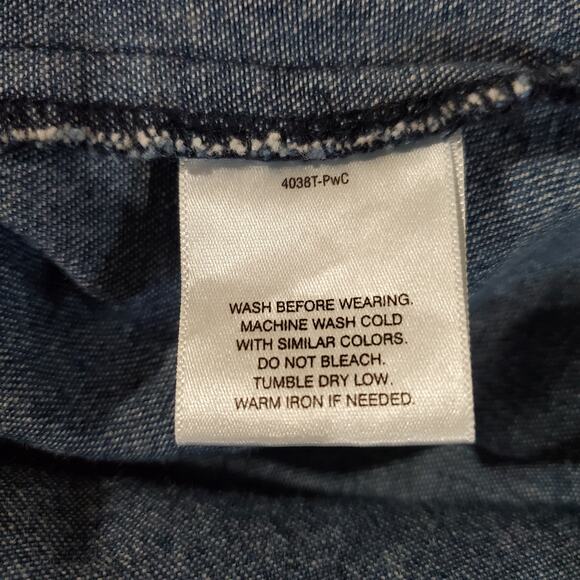 4038T-PwC
WASH BEFORE WEARING.
MACHINE WASH COLD
WITH SIMILAR COLORS.
DO NOT BLEACH.
TUMBLE DRY LOW.
WARM IRON IF NEEDED.